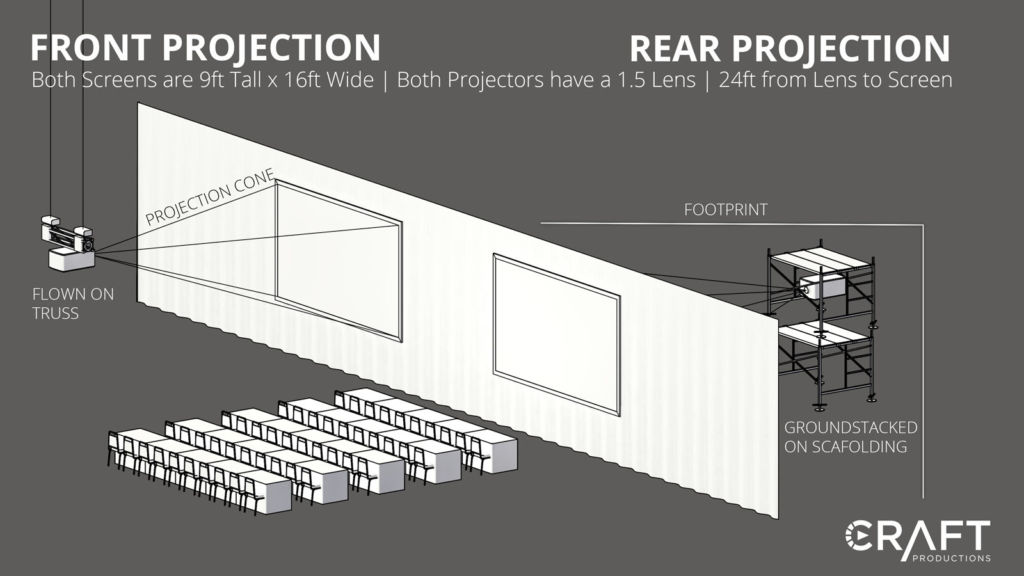 FRONT PROJECTION
REAR PROJECTION
Both Screens are 9ft Tall x 16ft Wide | Both Projectors have a 1.5 Lens | 24ft from Lens to Screen
PROJECTION CONE
FOOTPRINT
FLOWN ON
TRUSS
GROUNDSTACKED
ON SCAFOLDING
CRAFT
PRODUCTIONS